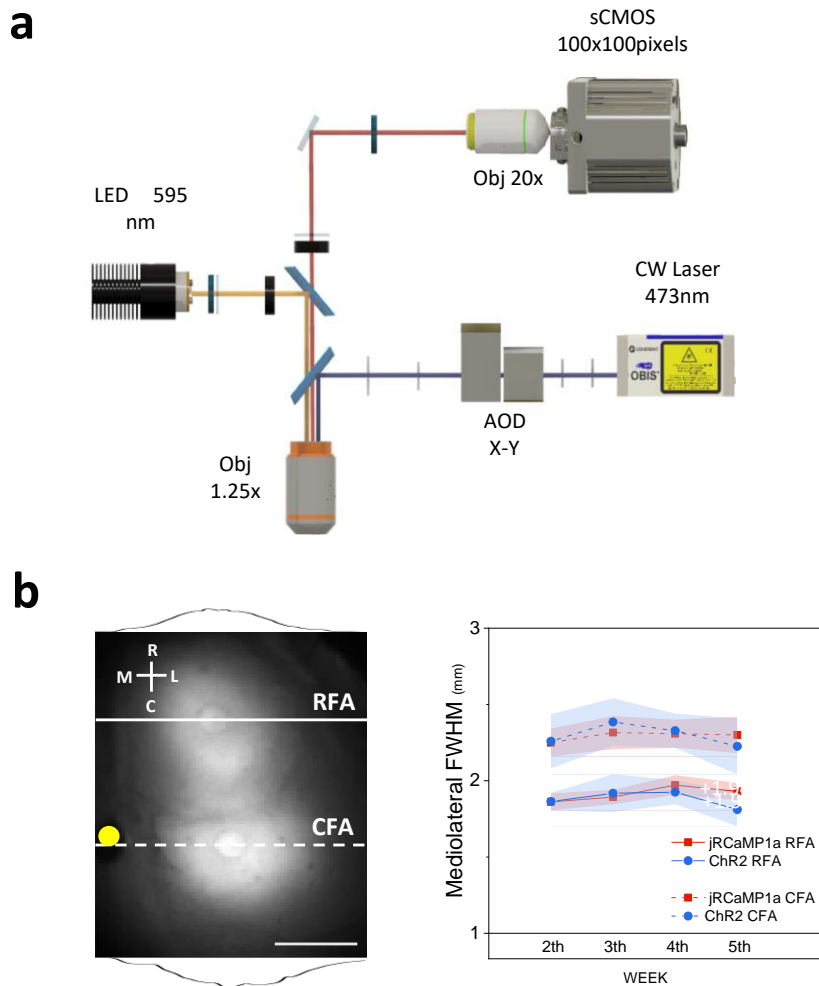 a
sCMOS
100x100pixels
Obj 20x
LED 595
nm
CW Laser
473nm
COHERENT
OBIS
AOD
X-Y
Obj
1.25x
b
R
M L
C
RFA
CFA
Mediolateral FWHM (mm)
3
2
1
jRCaMP1a RFA
ChR2 RFA
jRCaMP1a CFA
ChR2 CFA
2th 3th 4th 5th
WEEK